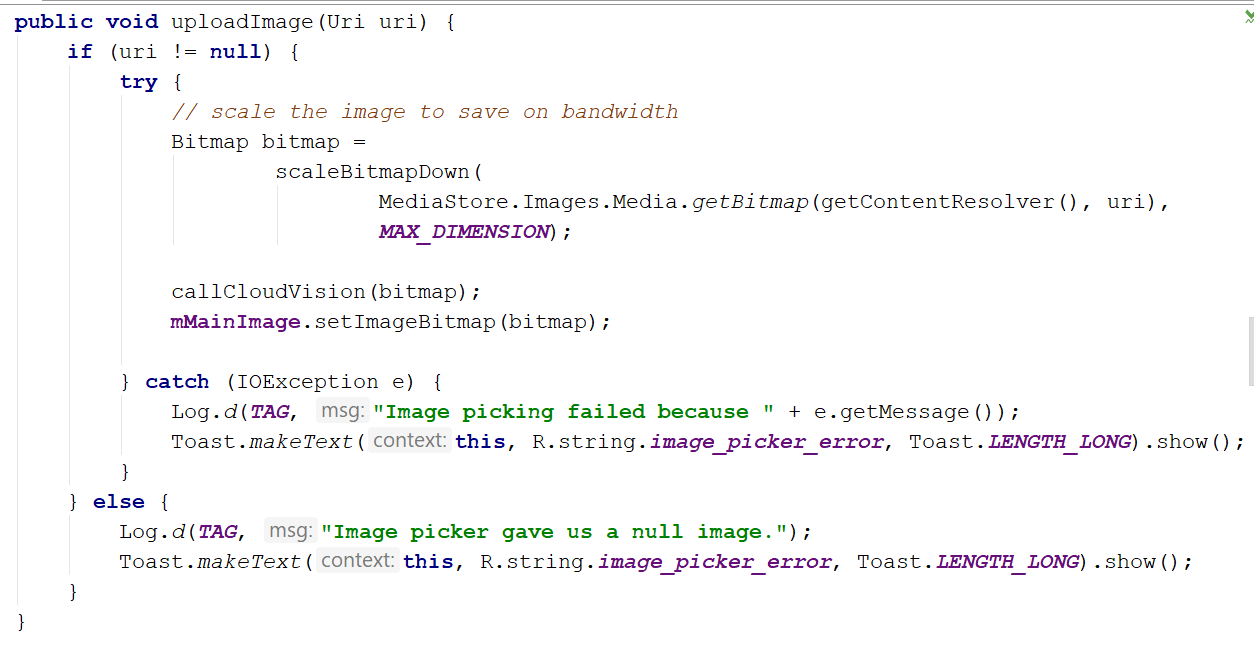 public void uploadImage(Uri uri) {
if (uri != null) {
try {
// scale the image to save on bandwidth
Bitmap bitmap =
scaleBitmapDown(
MediaStore.Images.Media.getBitmap(getContentResolver(), uri),
MAX_DIMENSION);
callCloudVision(bitmap);
mMainImage.setImageBitmap(bitmap);
} catch (IOException e) {
Log.d(TAG, msg: "Image picking failed because " + e.getMessage());
Toast.makeText( context: this, R.string.image_picker_error, Toast.LENGTH_LONG).show();
}
} else {
Log.d(TAG, msg: "Image picker gave us a null image.");
Toast.makeText( context: this, R.string.image_picker_error, Toast.LENGTH_LONG).show();
}
}